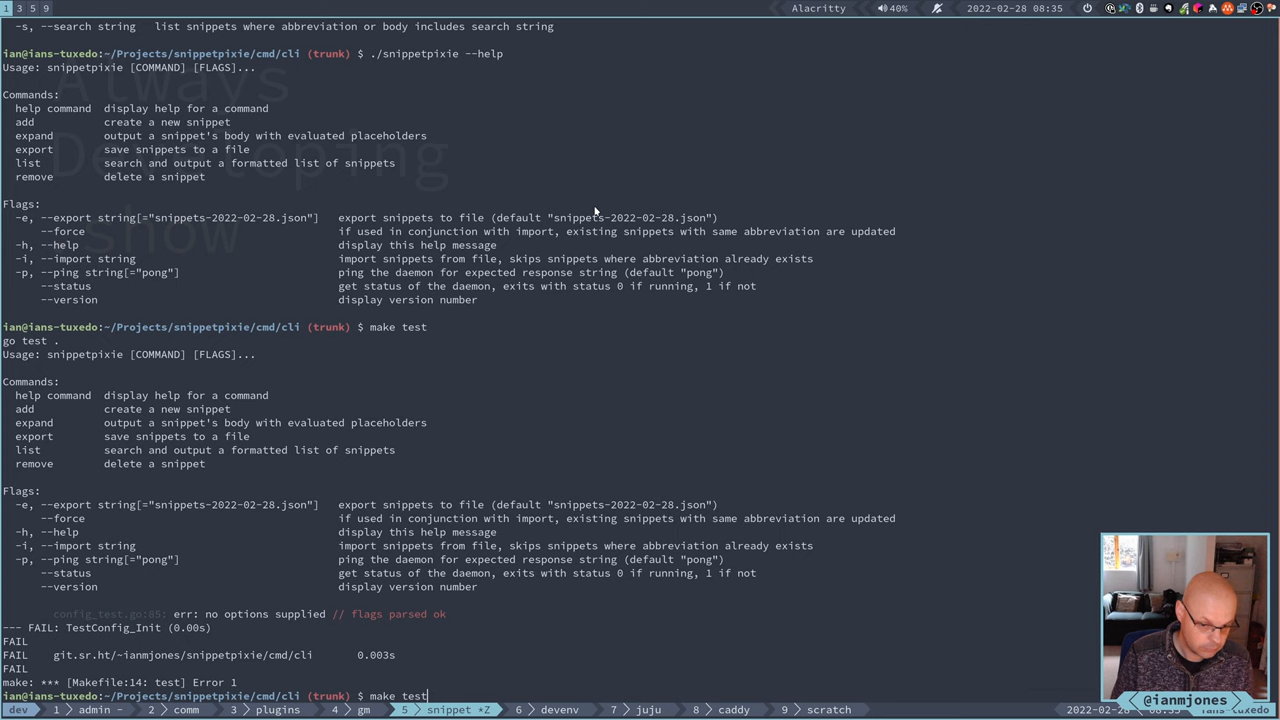 1 3 5 9 Alacritty 40% 2022-02-28 08:35
-s, --search string list snippets where abbreviation or body includes search string
ian@ians-tuxedo:~/Projects/snippetpixie/cmd/cli (trunk) $ ./snippetpixie --help
Usage: snippetpixie [COMMAND] [FLAGS]...
Always
Commands:
help command display help for a command
add create a new snippet
expand output a snippet's body with evaluated placeholders
export save snippets to a file
Developing
list search and output a formatted list of snippets
remove delete a snippet
Flags:
-e, --export string[="snippets-2022-02-28.json"] export snippets to file (default "snippets-2022-02-28.json")
--force if used in conjunction with import, existing snippets with same abbreviation are updated
show
-h, --help display this help message
-i, --import string import snippets from file, skips snippets where abbreviation already exists
-p, --ping string[="pong"] ping the daemon for expected response string (default "pong")
--status get status of the daemon, exits with status 0 if running, 1 if not
--version display version number
ian@ians-tuxedo:~/Projects/snippetpixie/cmd/cli (trunk) $ make test
go test .
Usage: snippetpixie [COMMAND] [FLAGS]...
Commands:
help command display help for a command
add create a new snippet
expand output a snippet's body with evaluated placeholders
export save snippets to a file
list search and output a formatted list of snippets
remove delete a snippet
Flags:
-e, --export string[="snippets-2022-02-28.json"] export snippets to file (default "snippets-2022-02-28.json")
--force if used in conjunction with import, existing snippets with same abbreviation are updated
-h, --help display this help message
-i, --import string import snippets from file, skips snippets where abbreviation already exists
-p, --ping string[="pong"] ping the daemon for expected response string (default "pong")
--status get status of the daemon, exits with status 0 if running, 1 if not
--version display version number
config_test.go:85: err: no options supplied // flags parsed ok
--- FAIL: TestConfig_Init (0.00s)
FAIL
FAIL git.sr.ht/~ianmjones/snippetpixie/cmd/cli 0.003s
FAIL
make: *** [Makefile:14: test] Error 1
ian@ians-tuxedo:~/Projects/snippetpixie/cmd/cli (trunk) $ make test
@ianmjones
dev 1 admin - 2 comm 3 plugins 4 gm 5 snippet *Z 6 devenv 7 juju 8 caddy 9 scratch 2022-02-28